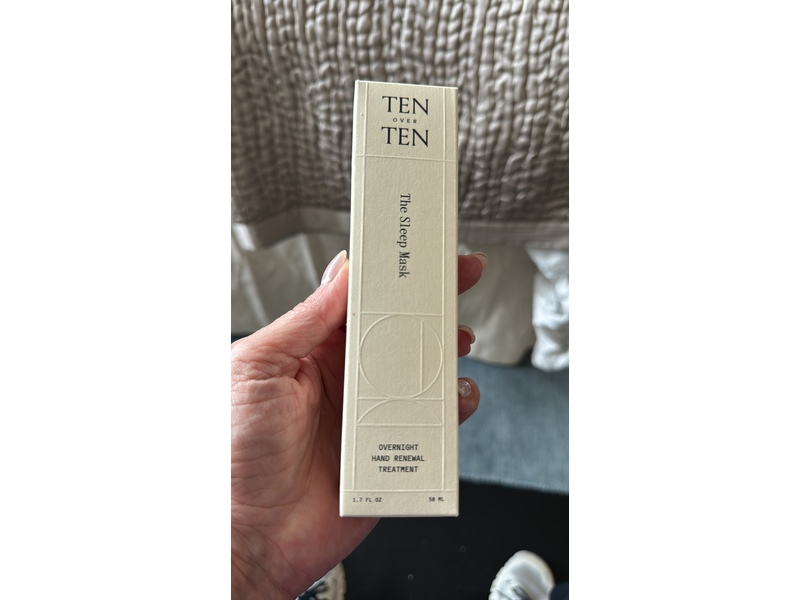 TEN
OVER
TEN
The Sleep Mask
OVERNIGHT
HAND RENEWAL
TREATMENT
1.7 FL OZ 50 ML